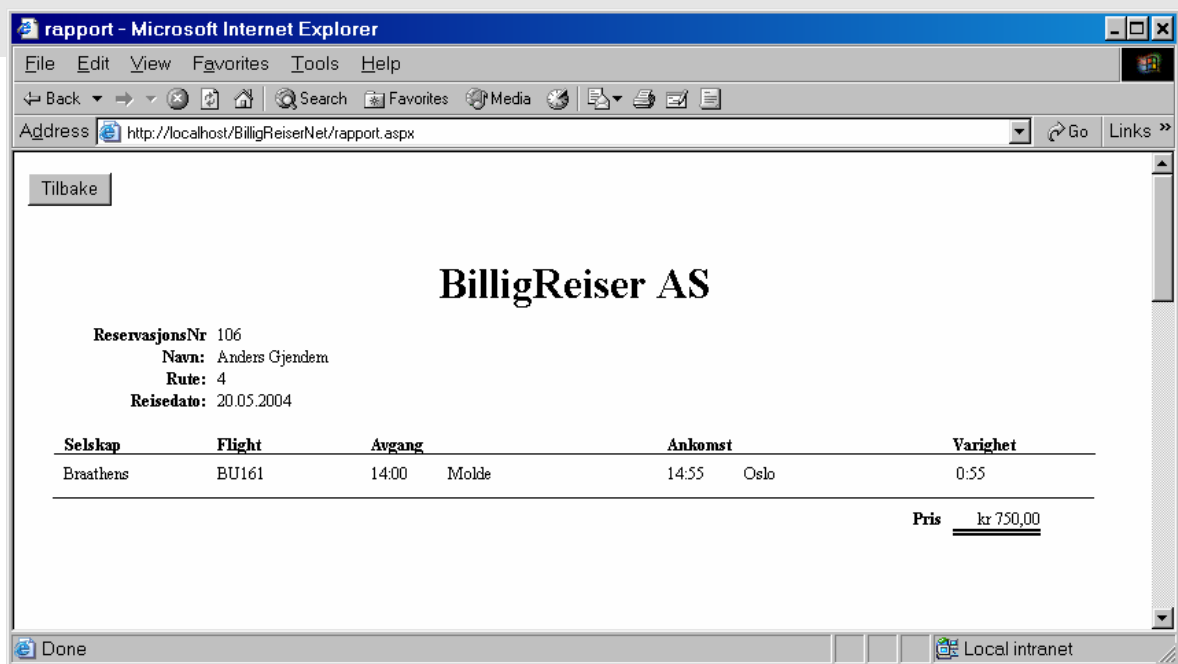 rapport - Microsoft Internet Explorer
File Edit View Favorites Tools Help
Back Search Favorites Media
Address http://localhost/BilligReiserNet/rapport.aspx Go Links »
Tilbake
BilligReiser AS
ReservasjonsNr 106
Navn: Anders Gjendem
Rute: 4
Reisedato: 20.05.2004
Selskap Flight Avgang Ankomst Varighet
Braathens BU161 14:00 Molde 14:55 Oslo 0:55
Pris kr 750,00
Done Local intranet